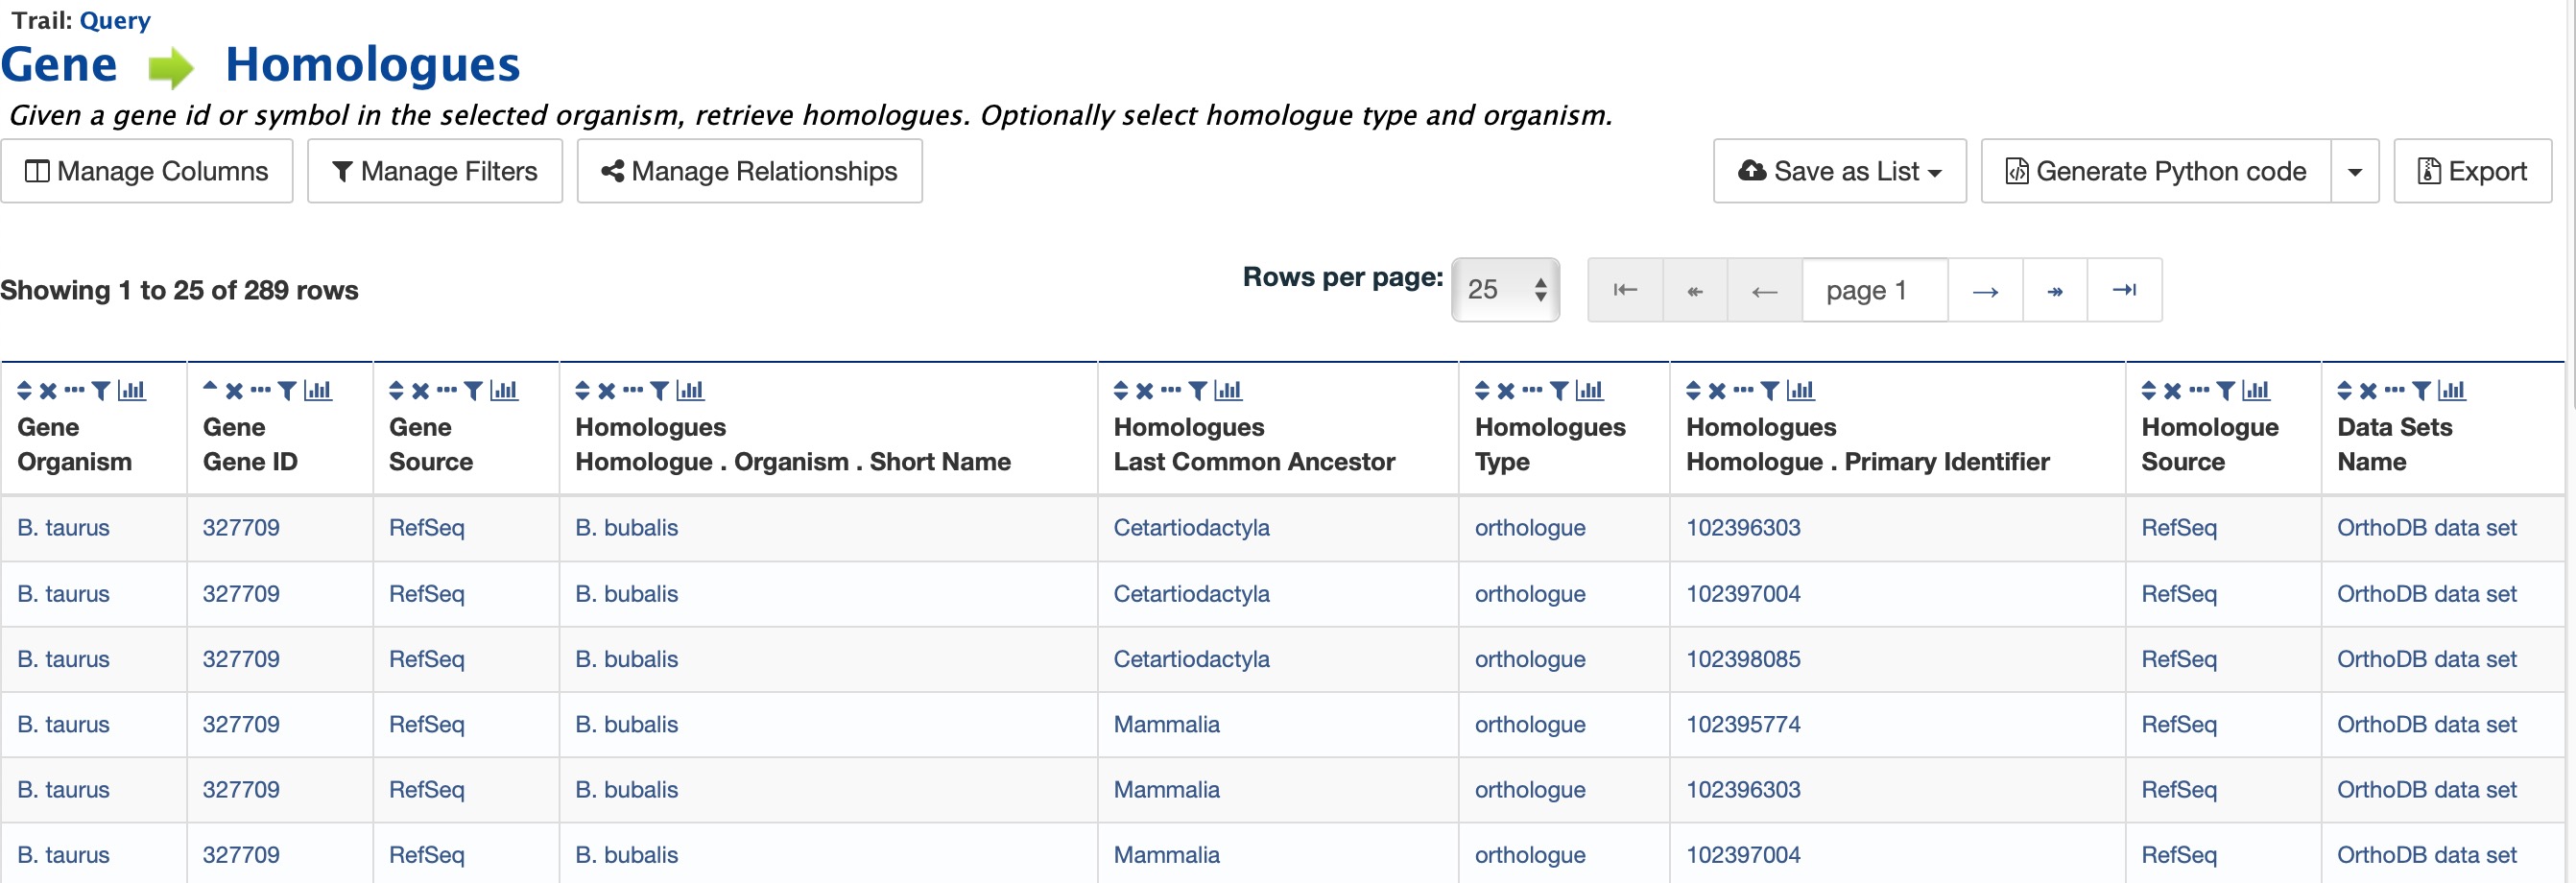 Trail: Query
Gene Homologues
Given a gene id or symbol in the selected organism, retrieve homologues. Optionally select homologue type and organism.
Manage Columns Manage Filters Manage Relationships Save as List Generate Python code Export
Showing 1 to 25 of 289 rows Rows per page: 25 page 1
Gene Gene Gene Homologues Homologues Homologues Homologues Homologue Data Sets
Organism Gene ID Source Homologue . Organism . Short Name Last Common Ancestor Type Homologue . Primary Identifier Source Name
B. taurus 327709 RefSeq B. bubalis Cetartiodactyla orthologue 102396303 RefSeq OrthoDB data set
B. taurus 327709 RefSeq B. bubalis Cetartiodactyla orthologue 102397004 RefSeq OrthoDB data set
B. taurus 327709 RefSeq B. bubalis Cetartiodactyla orthologue 102398085 RefSeq OrthoDB data set
B. taurus 327709 RefSeq B. bubalis Mammalia orthologue 102395774 RefSeq OrthoDB data set
B. taurus 327709 RefSeq B. bubalis Mammalia orthologue 102396303 RefSeq OrthoDB data set
B. taurus 327709 RefSeq B. bubalis Mammalia orthologue 102397004 RefSeq OrthoDB data set